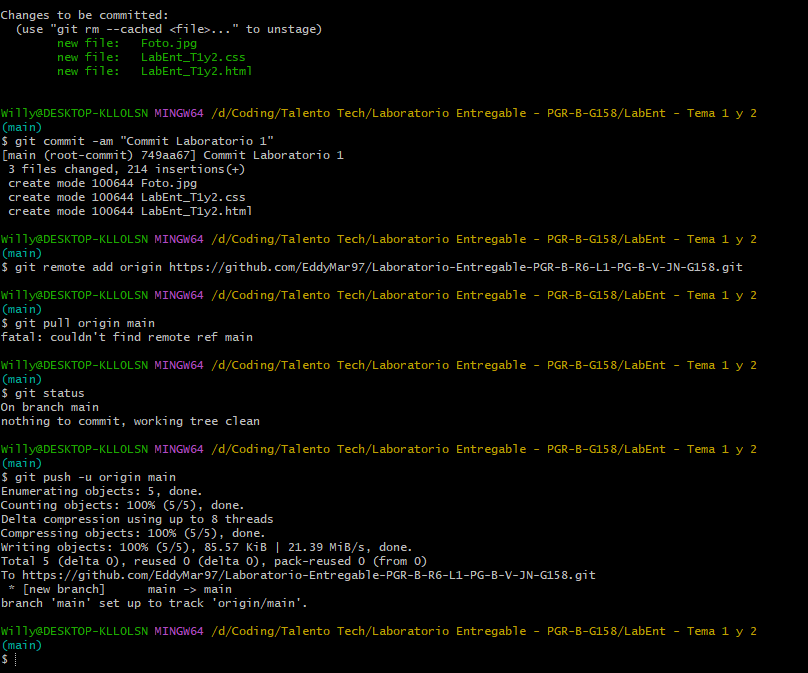 Changes to be committed:
  (use "git rm --cached <file>..." to unstage)
        new file:   Foto.jpg
        new file:   LabEnt_T1y2.css
        new file:   LabEnt_T1y2.html

Willy@DESKTOP-KLLOLSN MINGW64 /d/Coding/Talento Tech/Laboratorio Entregable - PGR-B-G158/LabEnt - Tema 1 y 2
(main)
$ git commit -am "Commit Laboratorio 1"
[main (root-commit) 749aa67] Commit Laboratorio 1
 3 files changed, 214 insertions(+)
 create mode 100644 Foto.jpg
 create mode 100644 LabEnt_T1y2.css
 create mode 100644 LabEnt_T1y2.html

Willy@DESKTOP-KLLOLSN MINGW64 /d/Coding/Talento Tech/Laboratorio Entregable - PGR-B-G158/LabEnt - Tema 1 y 2
(main)
$ git remote add origin https://github.com/EddyMar97/Laboratorio-Entregable-PGR-B-R6-L1-PG-B-V-JN-G158.git

Willy@DESKTOP-KLLOLSN MINGW64 /d/Coding/Talento Tech/Laboratorio Entregable - PGR-B-G158/LabEnt - Tema 1 y 2
(main)
$ git pull origin main
fatal: couldn't find remote ref main

Willy@DESKTOP-KLLOLSN MINGW64 /d/Coding/Talento Tech/Laboratorio Entregable - PGR-B-G158/LabEnt - Tema 1 y 2
(main)
$ git status
On branch main
nothing to commit, working tree clean

Willy@DESKTOP-KLLOLSN MINGW64 /d/Coding/Talento Tech/Laboratorio Entregable - PGR-B-G158/LabEnt - Tema 1 y 2
(main)
$ git push -u origin main
Enumerating objects: 5, done.
Counting objects: 100% (5/5), done.
Delta compression using up to 8 threads
Compressing objects: 100% (5/5), done.
Writing objects: 100% (5/5), 85.57 KiB | 21.39 MiB/s, done.
Total 5 (delta 0), reused 0 (delta 0), pack-reused 0 (from 0)
To https://github.com/EddyMar97/Laboratorio-Entregable-PGR-B-R6-L1-PG-B-V-JN-G158.git
 * [new branch]      main -> main
branch 'main' set up to track 'origin/main'.

Willy@DESKTOP-KLLOLSN MINGW64 /d/Coding/Talento Tech/Laboratorio Entregable - PGR-B-G158/LabEnt - Tema 1 y 2
(main)
$